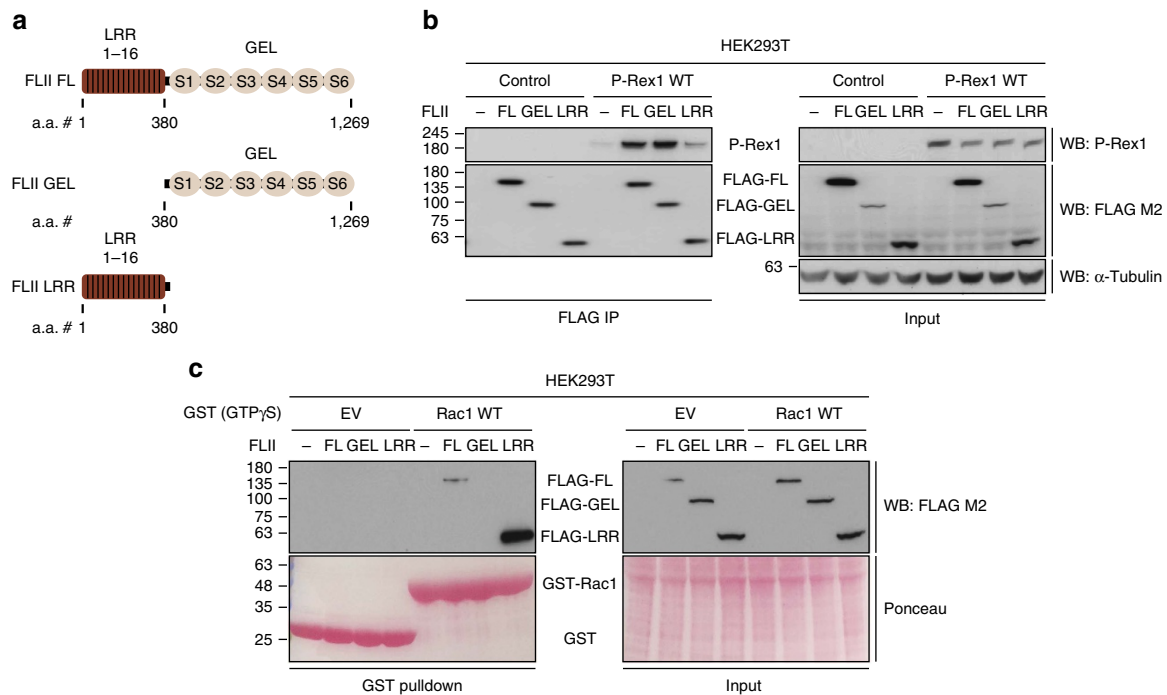 a
LRR
1–16
GEL
FLII FL
S1 S2 S3 S4 S5 S6
a.a. # 1 380 1,269
GEL
FLII GEL
S1 S2 S3 S4 S5 S6
a.a. # 380 1,269
LRR
1–16
FLII LRR
a.a. # 1 380
b
HEK293T
Control P-Rex1 WT Control P-Rex1 WT
FLII – FL GEL LRR – FL GEL LRR – FL GEL LRR – FL GEL LRR
245
180
P-Rex1
WB: P-Rex1
180
135
100
75
63
FLAG-FL
FLAG-GEL
FLAG-LRR
WB: FLAG M2
63
WB: α-Tubulin
FLAG IP
Input
c
HEK293T
GST (GTPγS) EV Rac1 WT EV Rac1 WT
FLII – FL GEL LRR – FL GEL LRR – FL GEL LRR – FL GEL LRR
180
135
100
75
63
FLAG-FL
FLAG-GEL
FLAG-LRR
WB: FLAG M2
63
48
35
25
GST-Rac1
GST
Ponceau
GST pulldown
Input